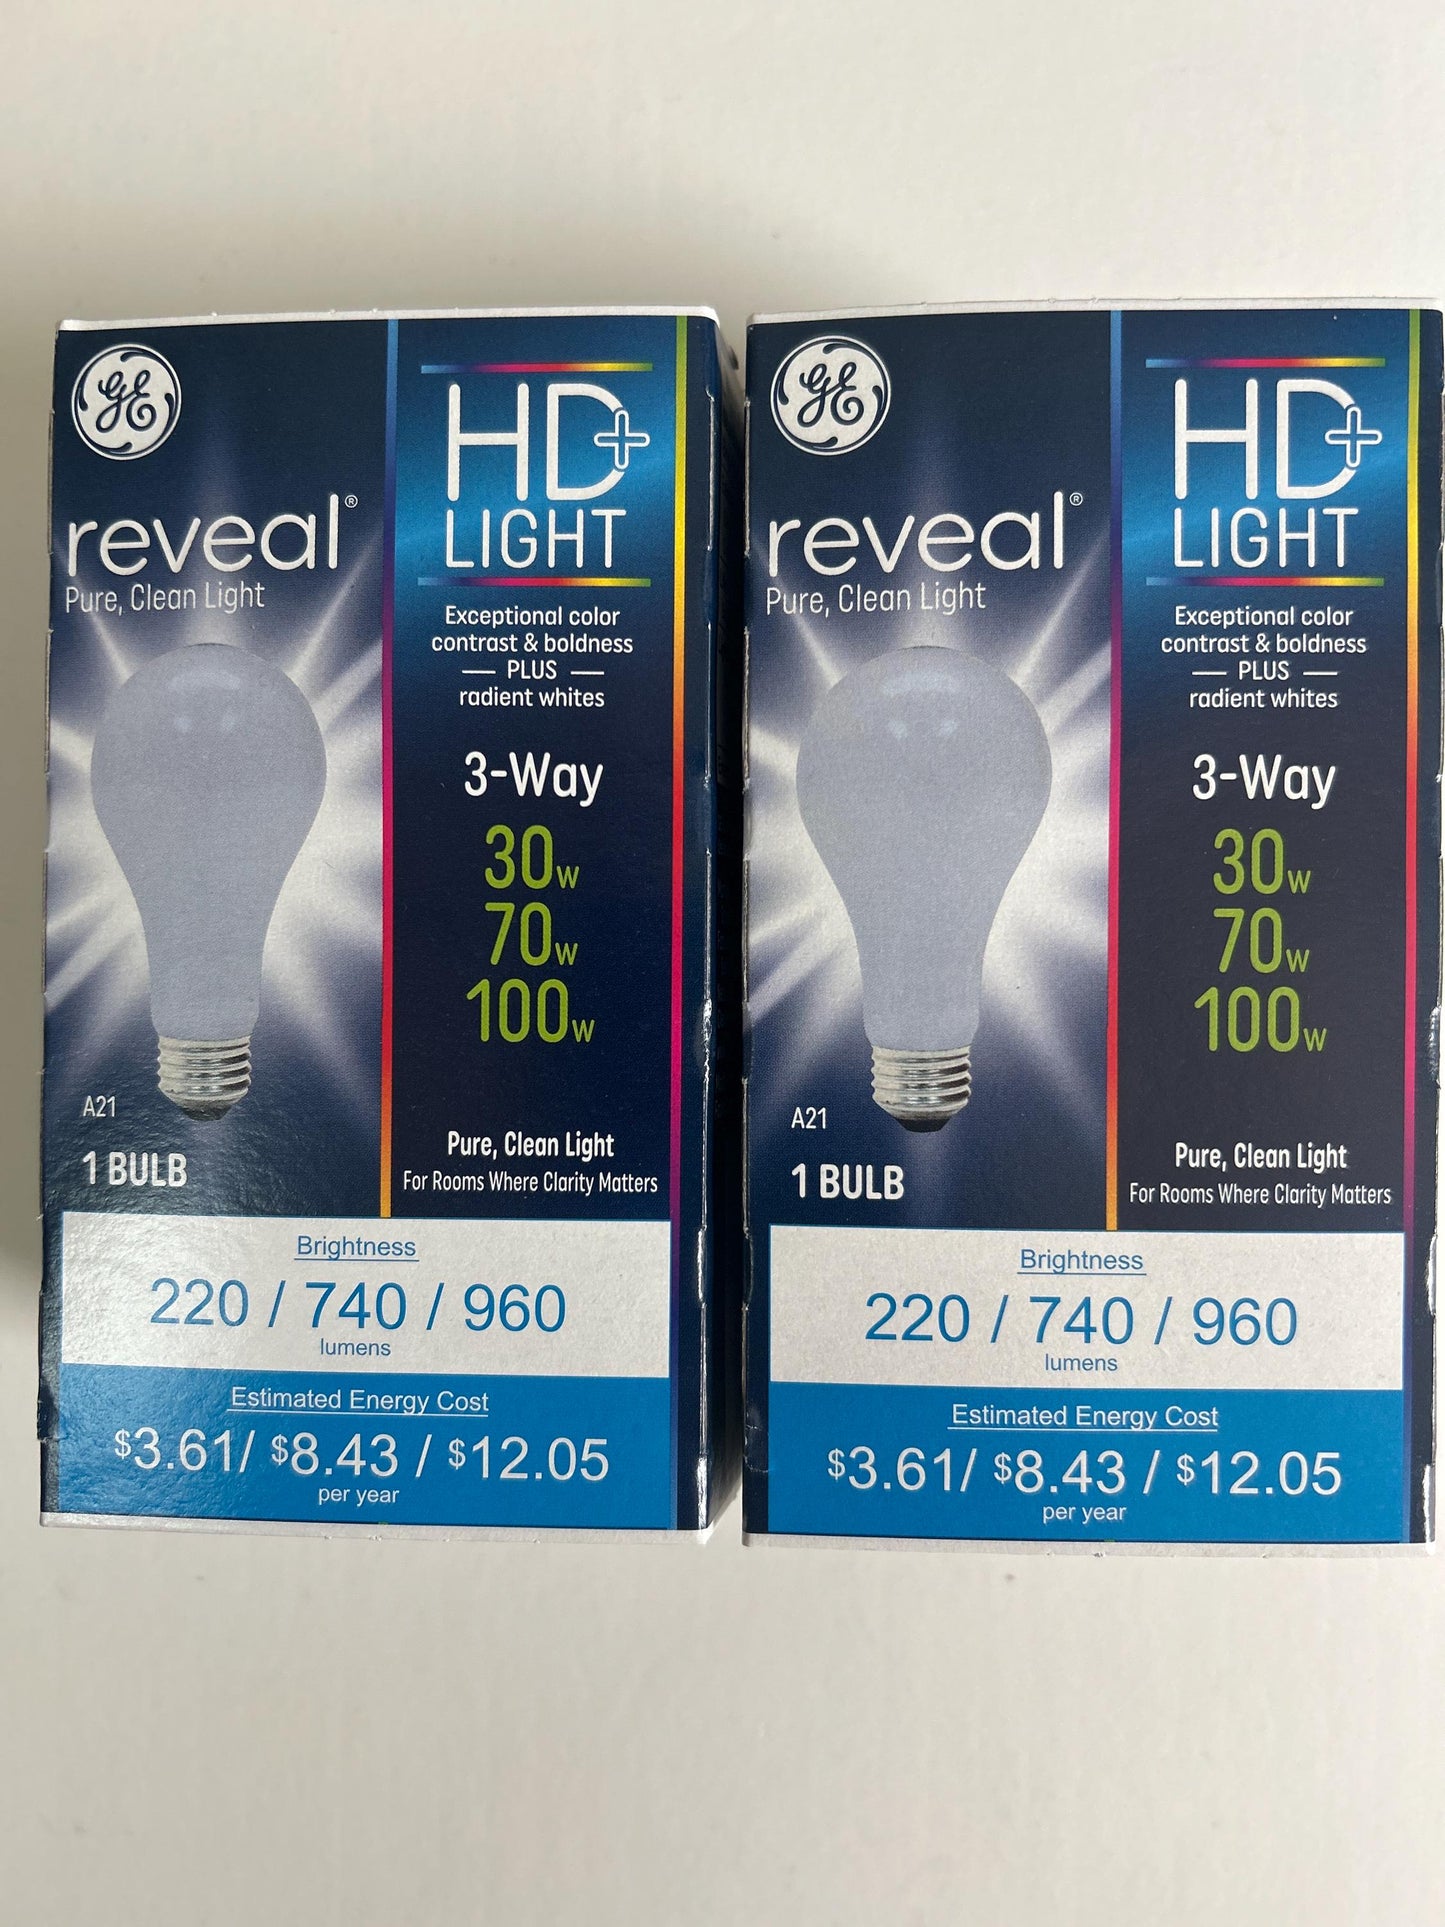 GE
reveal®
Pure, Clean Light
HD+
LIGHT
Exceptional color
contrast & boldness
PLUS
radient whites
3-Way
30W
70W
100W
A21
1 BULB
Pure, Clean Light
For Rooms Where Clarity Matters
Brightness
220 / 740 / 960
lumens
Estimated Energy Cost
$3.61/ $8.43 / $12.05
per year
GE
reveal®
Pure, Clean Light
HD+
LIGHT
Exceptional color
contrast & boldness
PLUS
radient whites
3-Way
30W
70W
100W
A21
1 BULB
Pure, Clean Light
For Rooms Where Clarity Matters
Brightness
220 / 740 / 960
lumens
Estimated Energy Cost
$3.61/ $8.43 / $12.05
per year